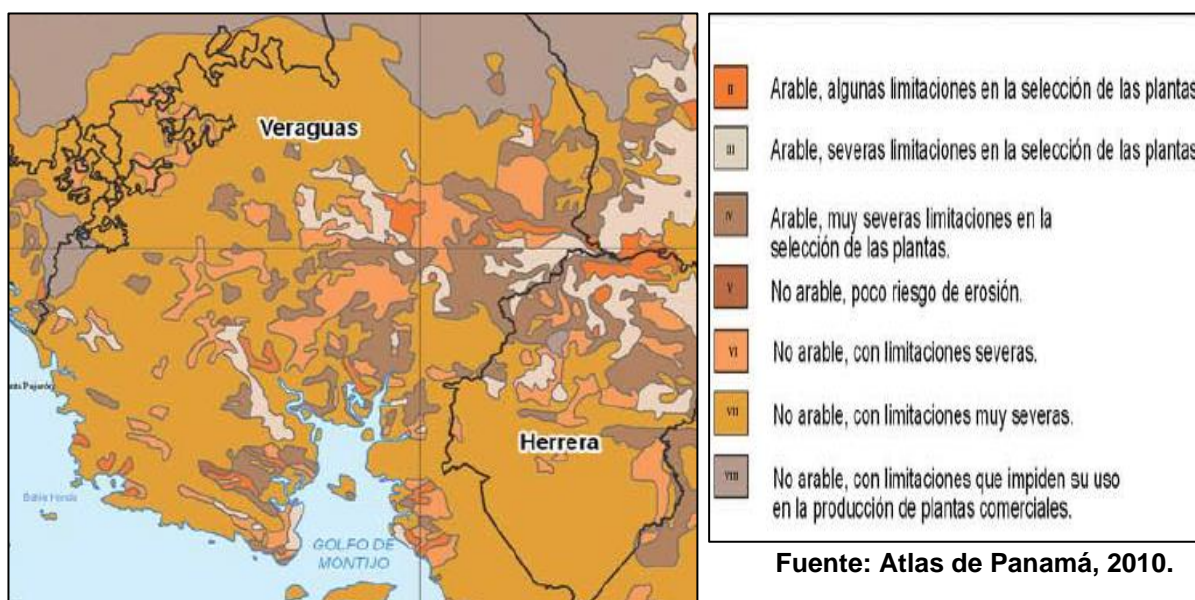 Veraguas
Herrera
Bahía Honda
GOLFO DE
MONTIJO
II
Arable, algunas limitaciones en la selección de las plantas
III
Arable, severas limitaciones en la selección de las plantas
IV
Arable, muy severas limitaciones en la
selección de las plantas.
V
No arable, poco riesgo de erosión.
VI
No arable, con limitaciones severas.
VII
No arable, con limitaciones muy severas.
VIII
No arable, con limitaciones que impiden su uso
en la producción de plantas comerciales.
Fuente: Atlas de Panamá, 2010.